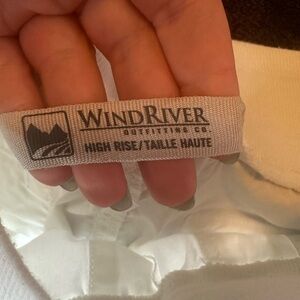 WINDRIVER
OUTFITTING CO.
HIGH RISE/TAILLE HAUTE